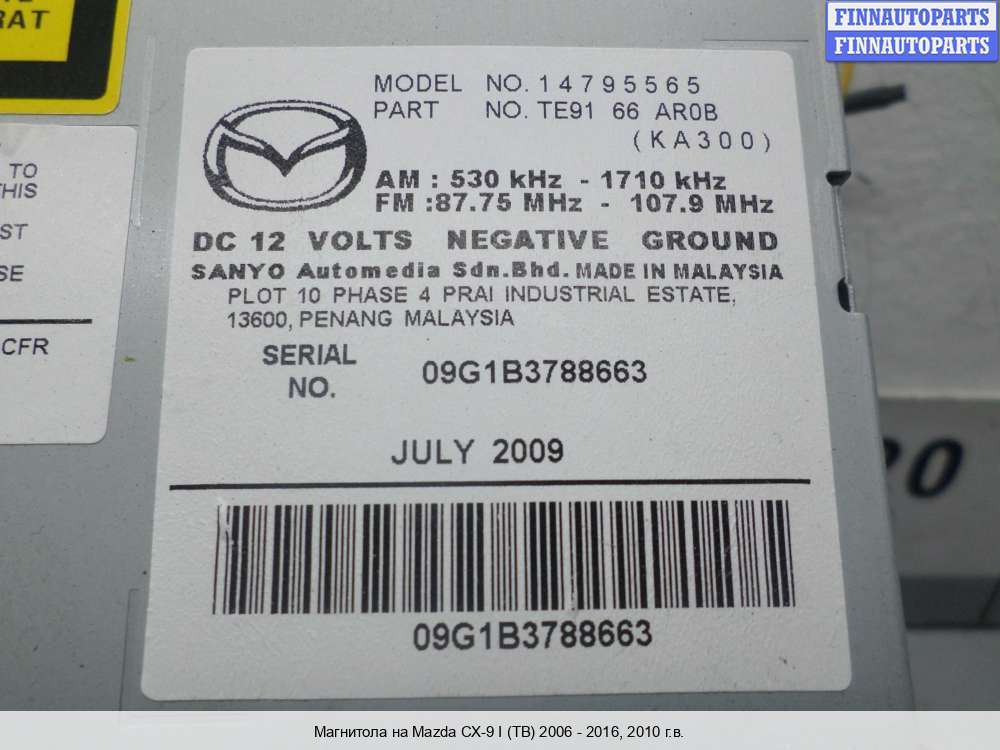 RAT
FINNAUTOPARTS
FINNAUTOPARTS
TO
THIS
ST
SE
CFR
MODEL NO. 14795565
PART NO. TE91 66 AR0B
(KA300)
AM : 530 kHz - 1710 kHz
FM :87.75 MHz - 107.9 MHz
DC 12 VOLTS NEGATIVE GROUND
SANYO Automedia Sdn.Bhd. MADE IN MALAYSIA
PLOT 10 PHASE 4 PRAI INDUSTRIAL ESTATE,
13600, PENANG MALAYSIA
SERIAL
NO. 09G1B3788663
JULY 2009
09G1B3788663
Магнитола на Mazda CX-9 I (TB) 2006 - 2016, 2010 г.в.